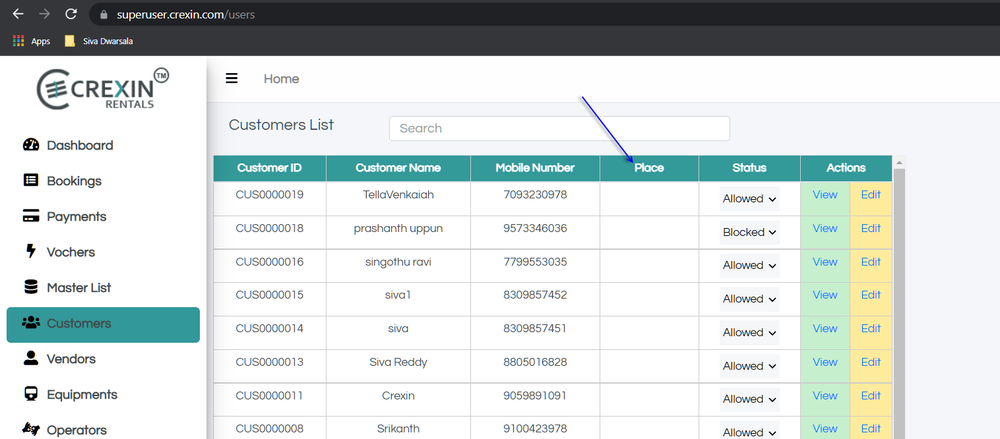 superuser.crexin.com/users
Apps Siva Dwarsala
CREXIN TM
RENTALS
Home
Customers List Search
Dashboard
Bookings
Payments
Vochers
Master List
Customers
Vendors
Equipments
Operators
Customer ID Customer Name Mobile Number Place Status Actions
CUS0000019 TellaVenkaiah 7093230978 Allowed View Edit
CUS0000018 prashanth uppun 9573346036 Blocked View Edit
CUS0000016 singothu ravi 7799553035 Allowed View Edit
CUS0000015 siva1 8309857452 Allowed View Edit
CUS0000014 siva 8309857451 Allowed View Edit
CUS0000013 Siva Reddy 8805016828 Allowed View Edit
CUS0000011 Crexin 9059891091 Allowed View Edit
CUS0000008 Srikanth 9100423978 Allowed View Edit